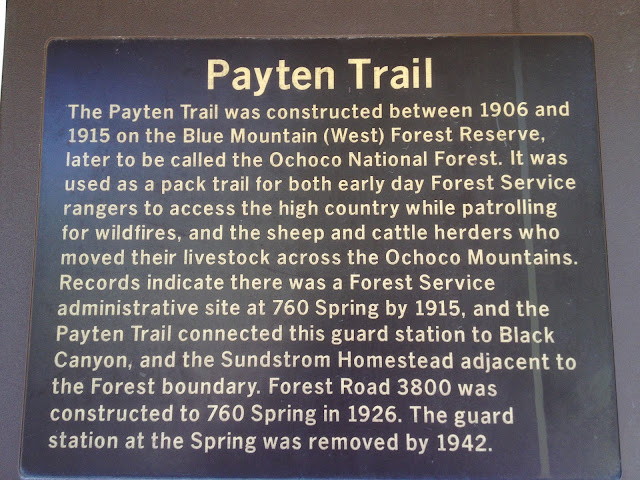 Payten Trail
The Payten Trail was constructed between 1906 and
1915 on the Blue Mountain (West) Forest Reserve,
later to be called the Ochoco National Forest. It was
used as a pack trail for both early day Forest Service
rangers to access the high country while patrolling
for wildfires, and the sheep and cattle herders who
moved their livestock across the Ochoco Mountains.
Records indicate there was a Forest Service
administrative site at 760 Spring by 1915, and the
Payten Trail connected this guard station to Black
Canyon, and the Sundstrom Homestead adjacent to
the Forest boundary. Forest Road 3800 was
constructed to 760 Spring in 1926. The guard
station at the Spring was removed by 1942.